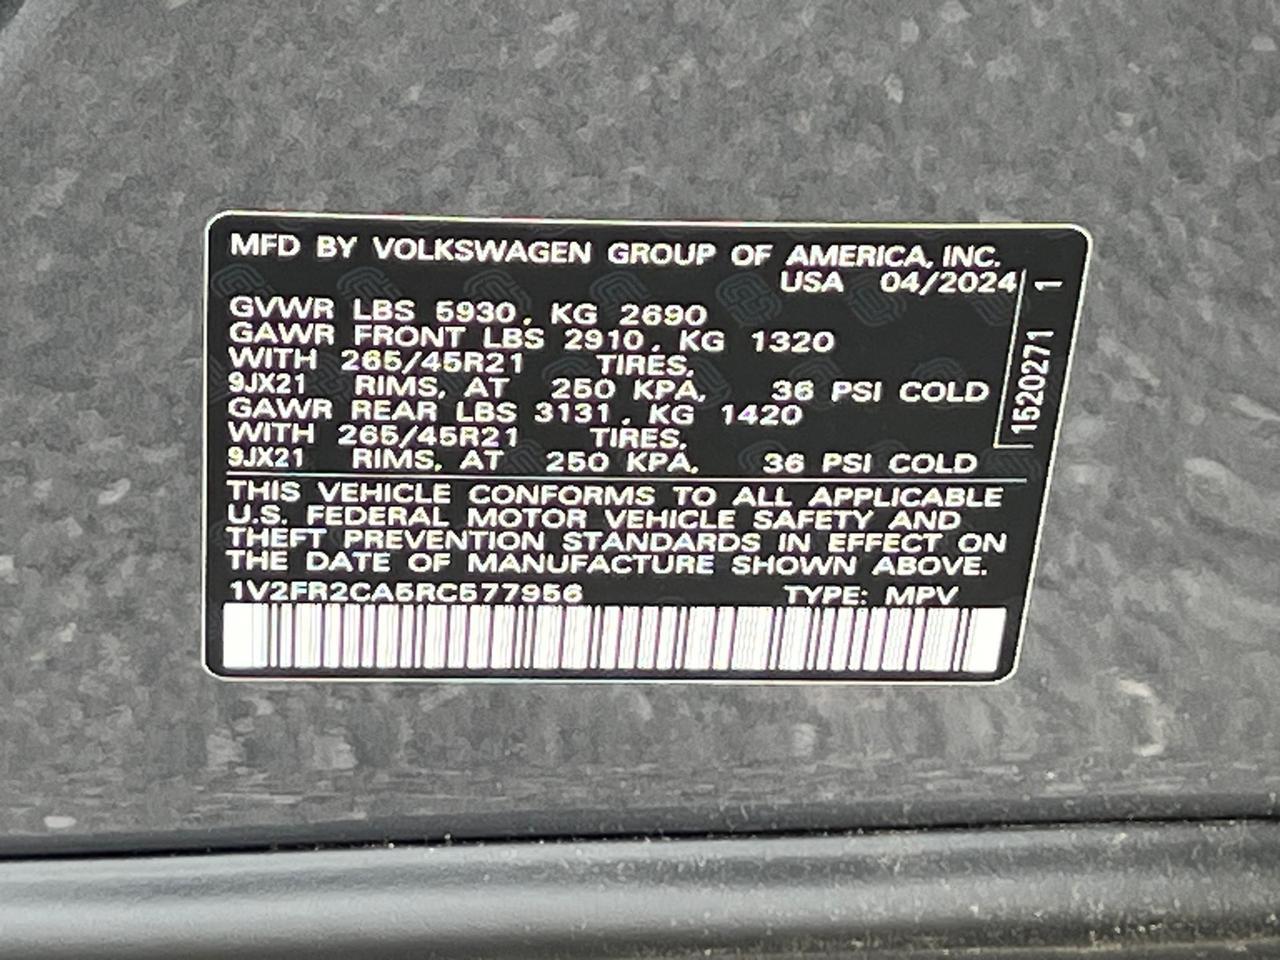 MFD BY VOLKSWAGEN GROUP OF AMERICA, INC.
USA 04/2024
GVWR LBS 5930, KG 2690
GAWR FRONT LBS 2910, KG 1320
WITH 265/45R21 TIRES,
9JX21 RIMS, AT 250 KPA, 36 PSI COLD
GAWR REAR LBS 3131, KG 1420
WITH 265/45R21 TIRES,
9JX21 RIMS, AT 250 KPA, 36 PSI COLD
THIS VEHICLE CONFORMS TO ALL APPLICABLE
U.S. FEDERAL MOTOR VEHICLE SAFETY AND
THEFT PREVENTION STANDARDS IN EFFECT ON
THE DATE OF MANUFACTURE SHOWN ABOVE.
1V2FR2CA5RC577956 TYPE: MPV
1520271 1